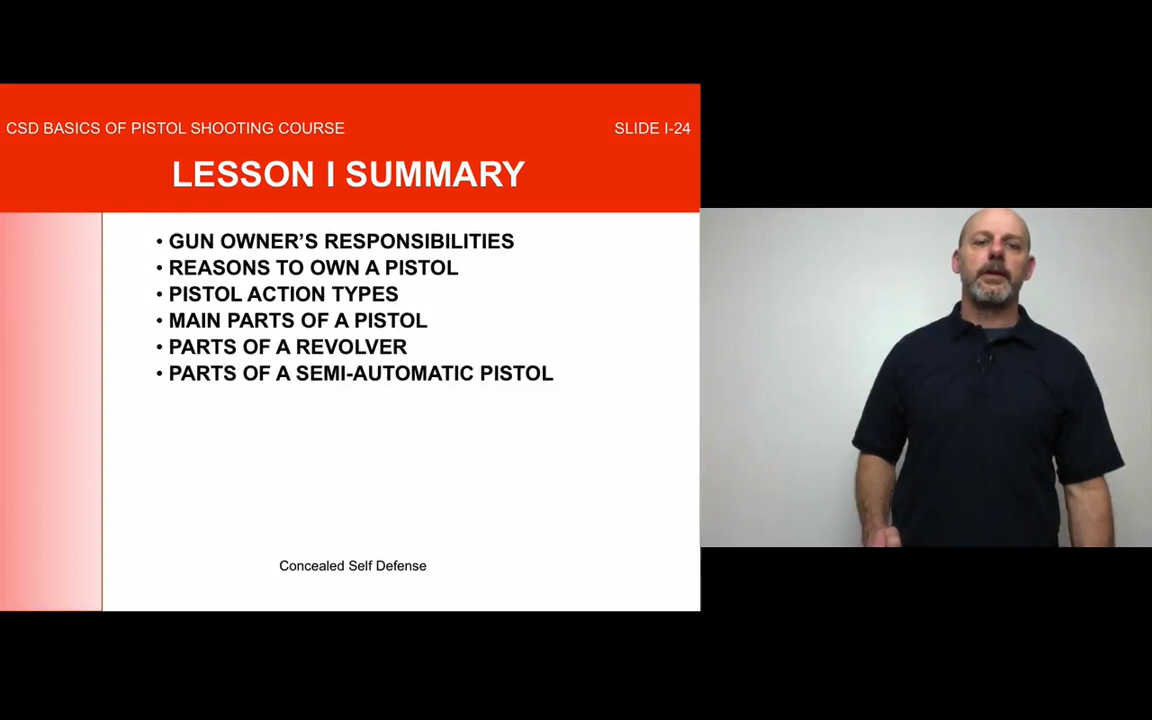 CSD BASICS OF PISTOL SHOOTING COURSE
SLIDE I-24
LESSON I SUMMARY
• GUN OWNER'S RESPONSIBILITIES
• REASONS TO OWN A PISTOL
• PISTOL ACTION TYPES
• MAIN PARTS OF A PISTOL
• PARTS OF A REVOLVER
• PARTS OF A SEMI-AUTOMATIC PISTOL
Concealed Self Defense